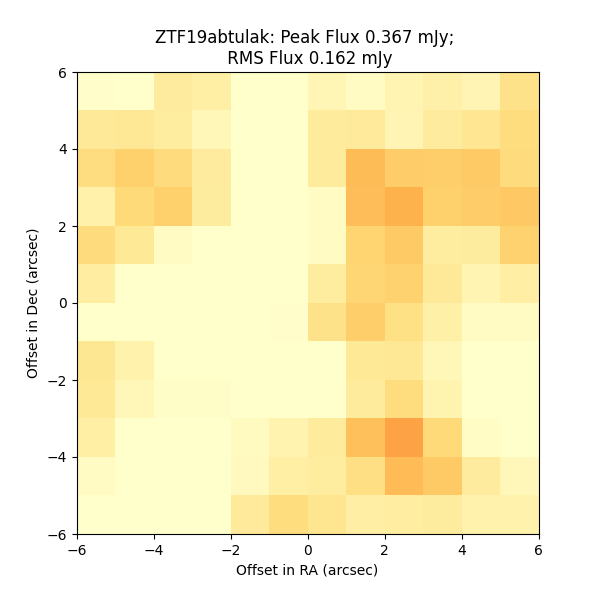 ZTF19abtulak: Peak Flux 0.367 mJy;
RMS Flux 0.162 mJy
6
4
2
0
−2
−4
−6
Offset in Dec (arcsec)
−6 −4 −2 0 2 4 6
Offset in RA (arcsec)